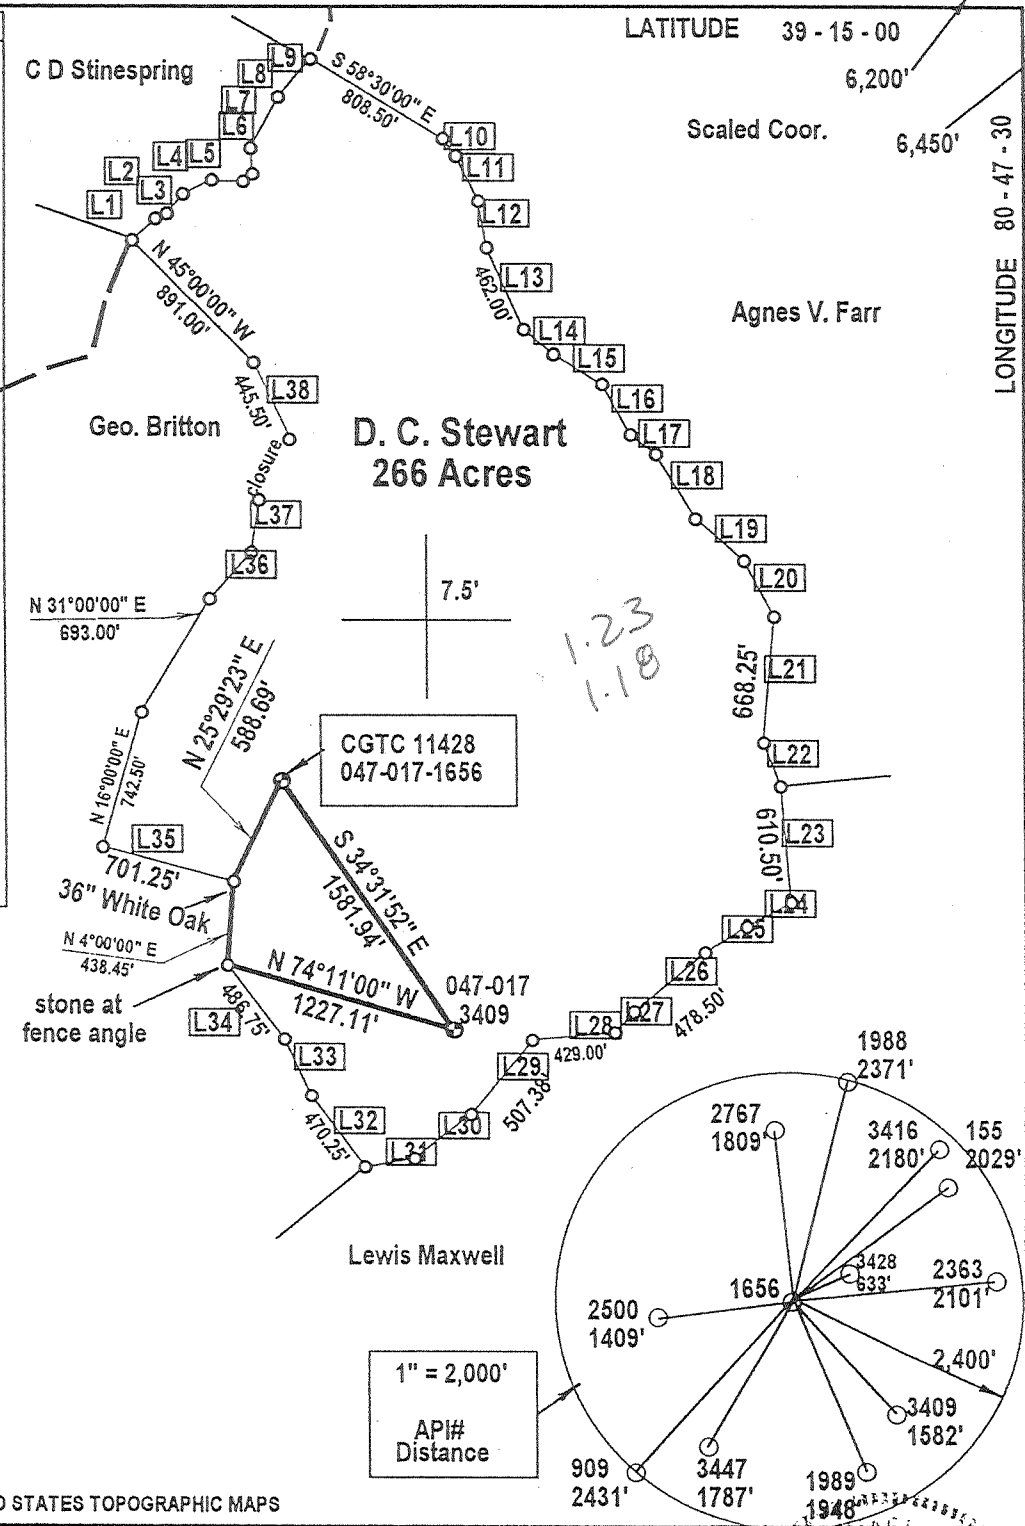 LATITUDE 39 - 15 - 00
6,200'
Scaled Coor.
6,450'
LONGITUDE 80 - 47 - 30
C D Stinespring
L9
L8
L7
L6
L5
L4
L2
L3
L1
S 58°30'00" E
808.50'
L10
L11
L12
L13
462.00'
L14
L15
L16
L17
L18
L19
L20
L21
668.25'
L22
L23
610.50'
L24
L25
L26
478.50'
L27
L28
429.00'
L29
507.38'
L30
L31
L32
470.25'
L33
L34
486.75'
Agnes V. Farr
N 45°00'00" W
891.00'
L38
445.50'
Geo. Britton
D. C. Stewart
266 Acres
closure
L37
L36
7.5'
N 31°00'00" E
693.00'
1.23
1.18
N 25°29'23" E
588.69'
CGTC 11428
047-017-1656
N 16°00'00" E
742.50'
L35
701.25'
36" White Oak
S 34°31'52" E
1581.94'
N 4°00'00" E
438.45'
stone at
fence angle
N 74°11'00" W
1227.11'
047-017
3409
Lewis Maxwell
1988
2371'
2767
1809'
3416
2180'
155
2029'
3428
633'
2363
2101'
1656
2500
1409'
2,400'
3409
1582'
1" = 2,000'
API#
Distance
909
2431'
3447
1787'
1989
1948'
STATES TOPOGRAPHIC MAPS